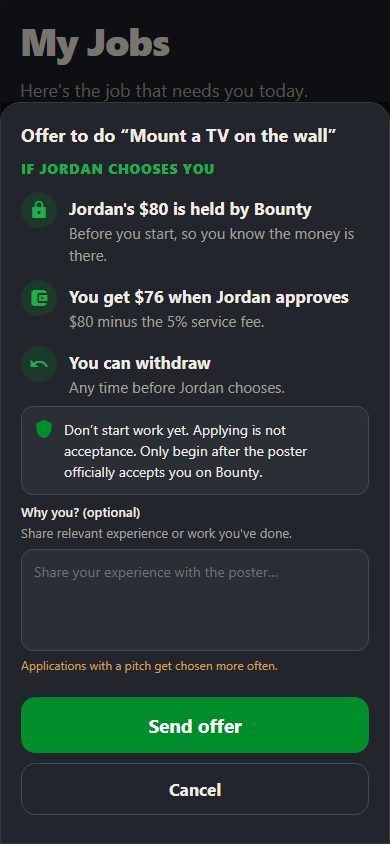 My Jobs
Here's the job that needs you today.
Offer to do “Mount a TV on the wall”
IF JORDAN CHOOSES YOU
Jordan's $80 is held by Bounty
Before you start, so you know the money is
there.
You get $76 when Jordan approves
$80 minus the 5% service fee.
You can withdraw
Any time before Jordan chooses.
Don’t start work yet. Applying is not
acceptance. Only begin after the poster
officially accepts you on Bounty.
Why you? (optional)
Share relevant experience or work you've done.
Share your experience with the poster...
Applications with a pitch get chosen more often.
Send offer
Cancel